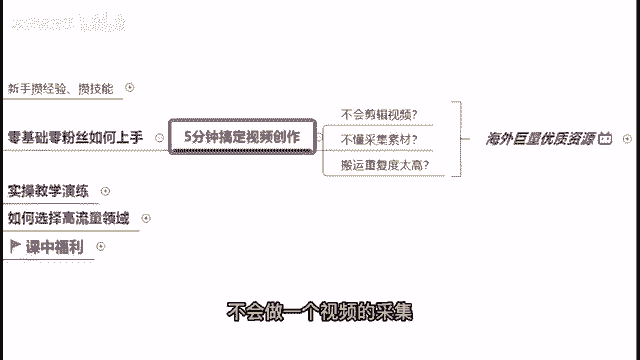 新手攒经验、攒技能
零基础零粉丝如何上手
5分钟搞定视频创作
不会剪辑视频?
不懂采集素材?
搬运重复度太高?
海外巨量优质资源
实操教学演练
如何选择高流量领域
课中福利
不会做一个视频的采集